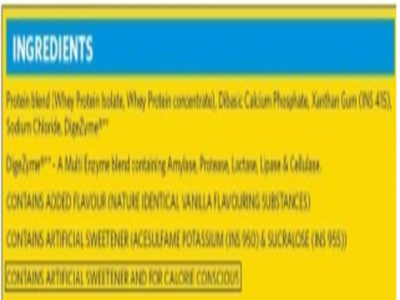 INGREDIENTS
Protein blend (Whey Protein Isolate, Whey Protein concentrate), Dibasic Calcium Phosphate, Xanthan Gum (INS 415),
Sodium Chloride, DigeZyme®**
DigeZyme®** - A Multi Enzyme blend containing Amylase, Protease, Lactase, Lipase & Cellulase.
CONTAINS ADDED FLAVOUR (NATURE IDENTICAL VANILLA FLAVOURING SUBSTANCES)
CONTAINS ARTIFICIAL SWEETENER (ACESULFAME POTASSIUM (INS 950) & SUCRALOSE (INS 955))
CONTAINS ARTIFICIAL SWEETENER AND FOR CALORIE CONSCIOUS